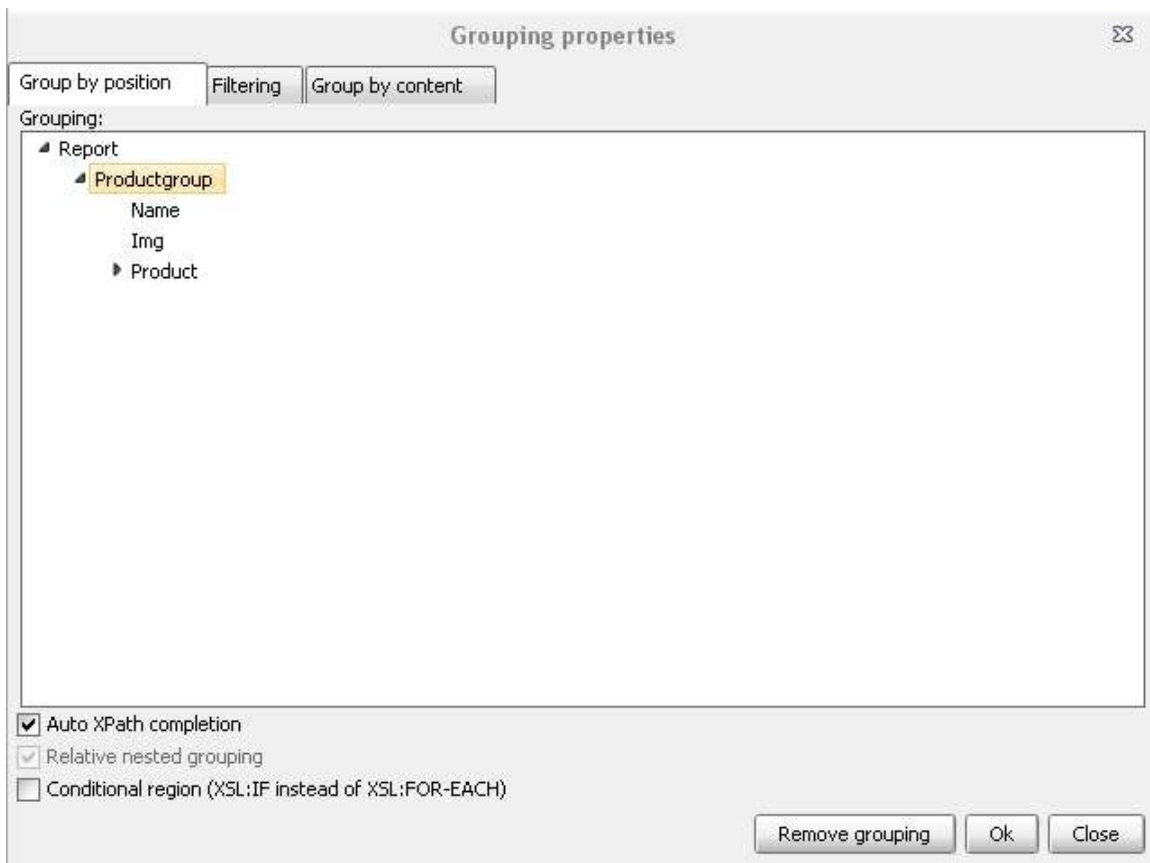 Grouping properties
Group by position Filtering Group by content
Grouping:
Report
Productgroup
Name
Img
Product
Auto XPath completion
Relative nested grouping
Conditional region (XSL:IF instead of XSL:FOR-EACH)
Remove grouping Ok Close